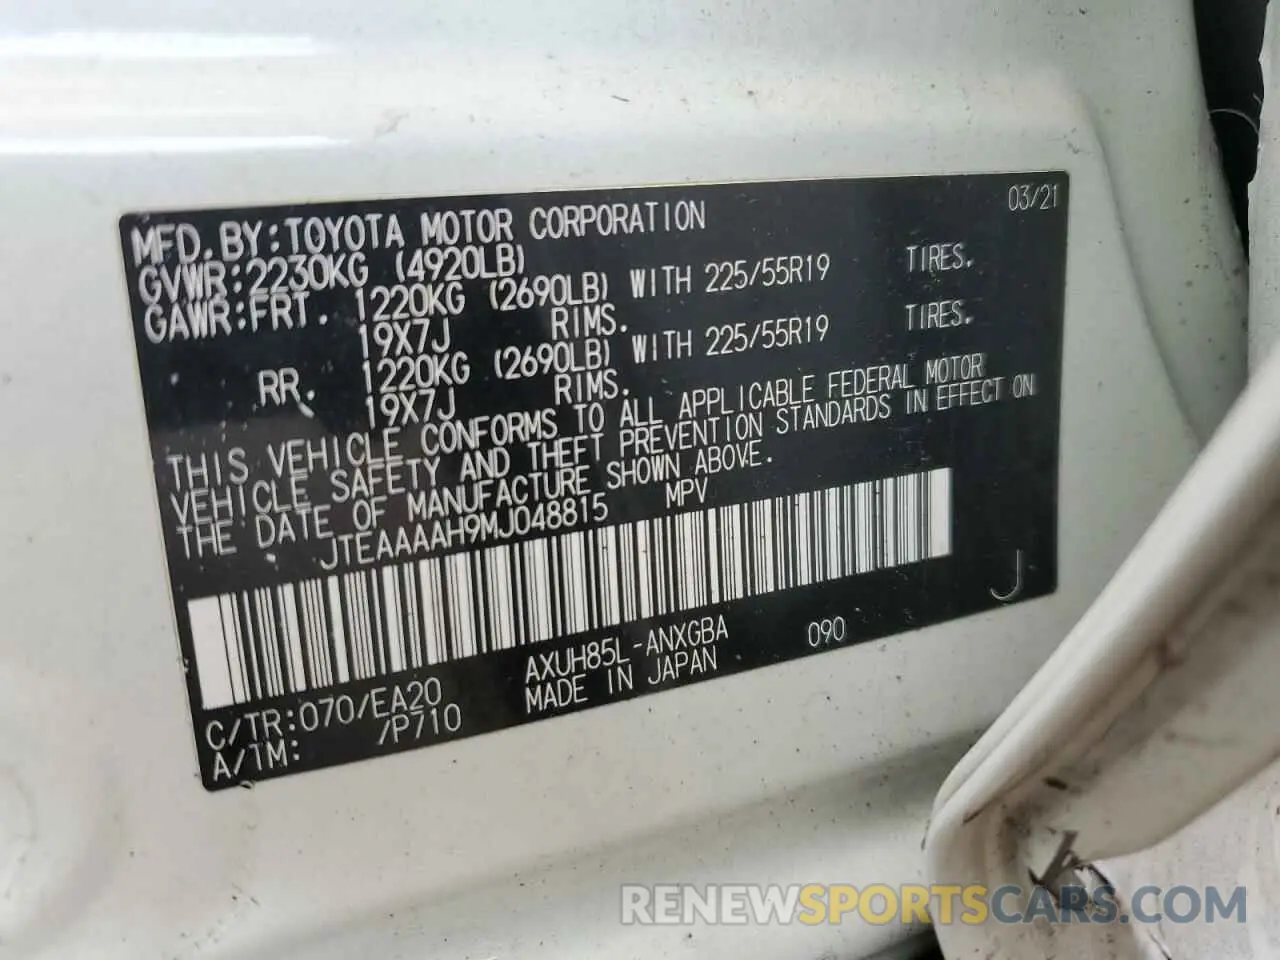 03/21
MFD. BY:TOYOTA MOTOR CORPORATION
GVWR:2230KG (4920LB)
GAWR:FRT. 1220KG (2690LB) WITH 225/55R19 TIRES.
19X7J RIMS.
RR. 1220KG (2690LB) WITH 225/55R19 TIRES.
19X7J RIMS.
THIS VEHICLE CONFORMS TO ALL APPLICABLE FEDERAL MOTOR
VEHICLE SAFETY AND THEFT PREVENTION STANDARDS IN EFFECT ON
THE DATE OF MANUFACTURE SHOWN ABOVE.
JTEAAAAH9MJ048815 MPV
J
C/TR:070/EA20 AXUH85L-ANXGBA 090
A/TM: /P710 MADE IN JAPAN
RENEWSPORTSCARS.COM